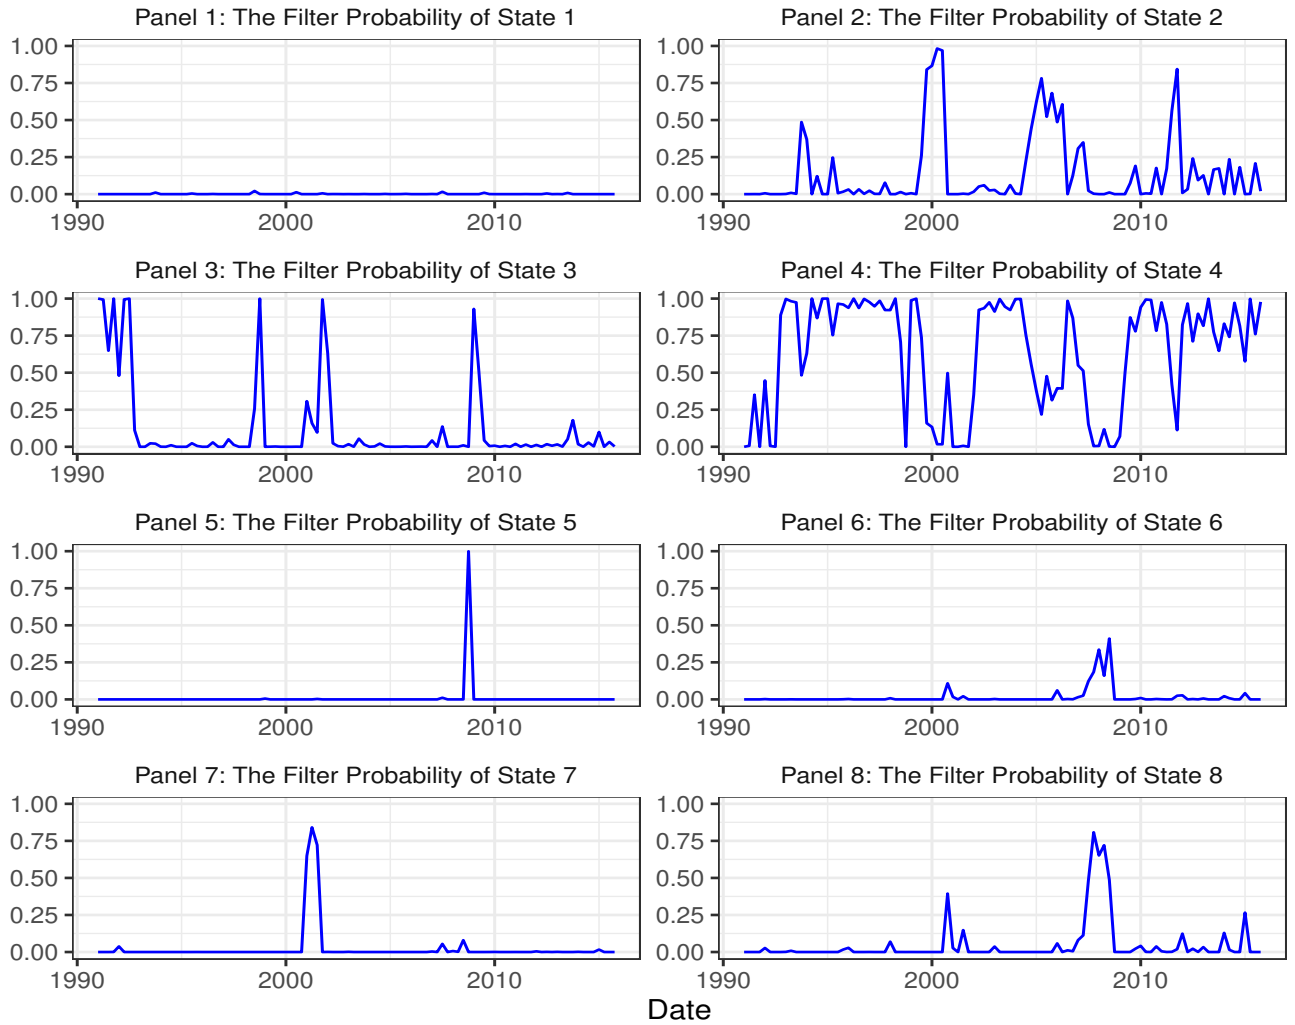 Panel 1: The Filter Probability of State 1
1.00
0.75
0.50
0.25
0.00
1990 2000 2010
Panel 2: The Filter Probability of State 2
1.00
0.75
0.50
0.25
0.00
1990 2000 2010
Panel 3: The Filter Probability of State 3
1.00
0.75
0.50
0.25
0.00
1990 2000 2010
Panel 4: The Filter Probability of State 4
1.00
0.75
0.50
0.25
0.00
1990 2000 2010
Panel 5: The Filter Probability of State 5
1.00
0.75
0.50
0.25
0.00
1990 2000 2010
Panel 6: The Filter Probability of State 6
1.00
0.75
0.50
0.25
0.00
1990 2000 2010
Panel 7: The Filter Probability of State 7
1.00
0.75
0.50
0.25
0.00
1990 2000 2010
Panel 8: The Filter Probability of State 8
1.00
0.75
0.50
0.25
0.00
1990 2000 2010
Date